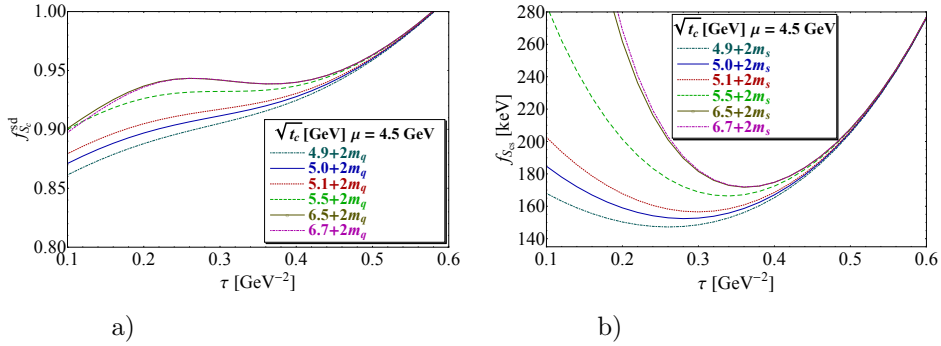 1.00
0.95
0.90
0.85
0.80
f_{S_c}^{sd}
√t_c [GeV] μ = 4.5 GeV
4.9+2m_q
5.0+2m_q
5.1+2m_q
5.5+2m_q
6.5+2m_q
6.7+2m_q
0.1 0.2 0.3 0.4 0.5 0.6
τ [GeV⁻²]
a)
280
260
240
220
200
180
160
140
f_{S_{cs}} [keV]
√t_c [GeV] μ = 4.5 GeV
4.9+2m_s
5.0+2m_s
5.1+2m_s
5.5+2m_s
6.5+2m_s
6.7+2m_s
0.1 0.2 0.3 0.4 0.5 0.6
τ [GeV⁻²]
b)